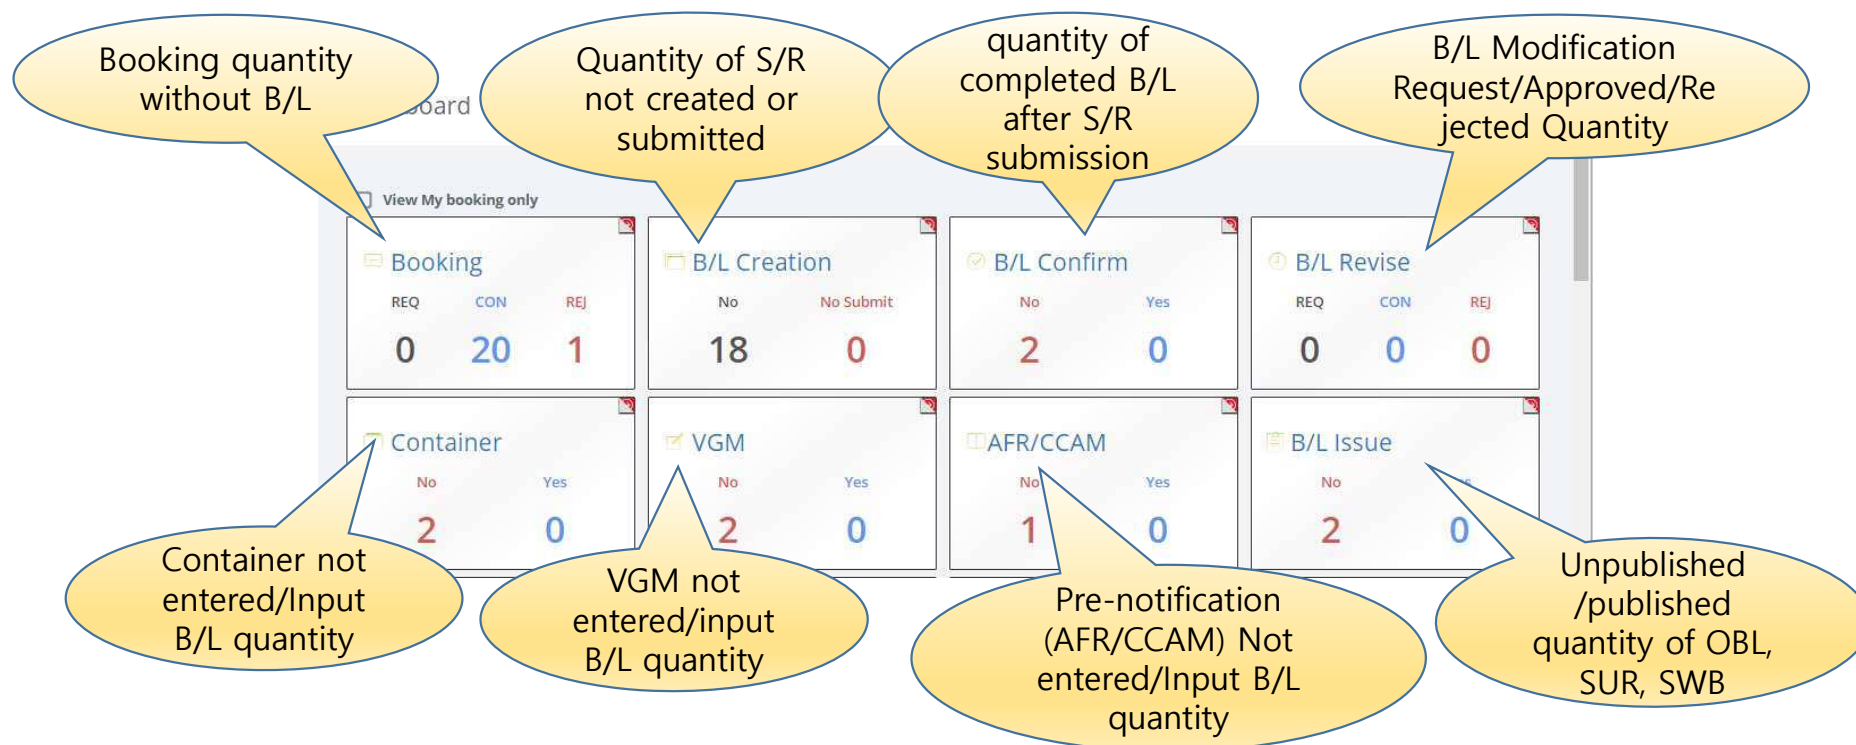 Booking quantity
without B/L
Quantity of S/R
not created or
submitted
quantity of
completed B/L
after S/R
submission
B/L Modification
Request/Approved/Re
jected Quantity
View My booking only
Booking
REQ CON REJ
0 20 1
B/L Creation
No No Submit
18 0
B/L Confirm
No Yes
2 0
B/L Revise
REQ CON REJ
0 0 0
Container
No Yes
2 0
VGM
No Yes
2 0
AFR/CCAM
No Yes
1 0
B/L Issue
No
2 0
Container not
entered/Input
B/L quantity
VGM not
entered/input
B/L quantity
Pre-notification
(AFR/CCAM) Not
entered/Input B/L
quantity
Unpublished
/published
quantity of OBL,
SUR, SWB